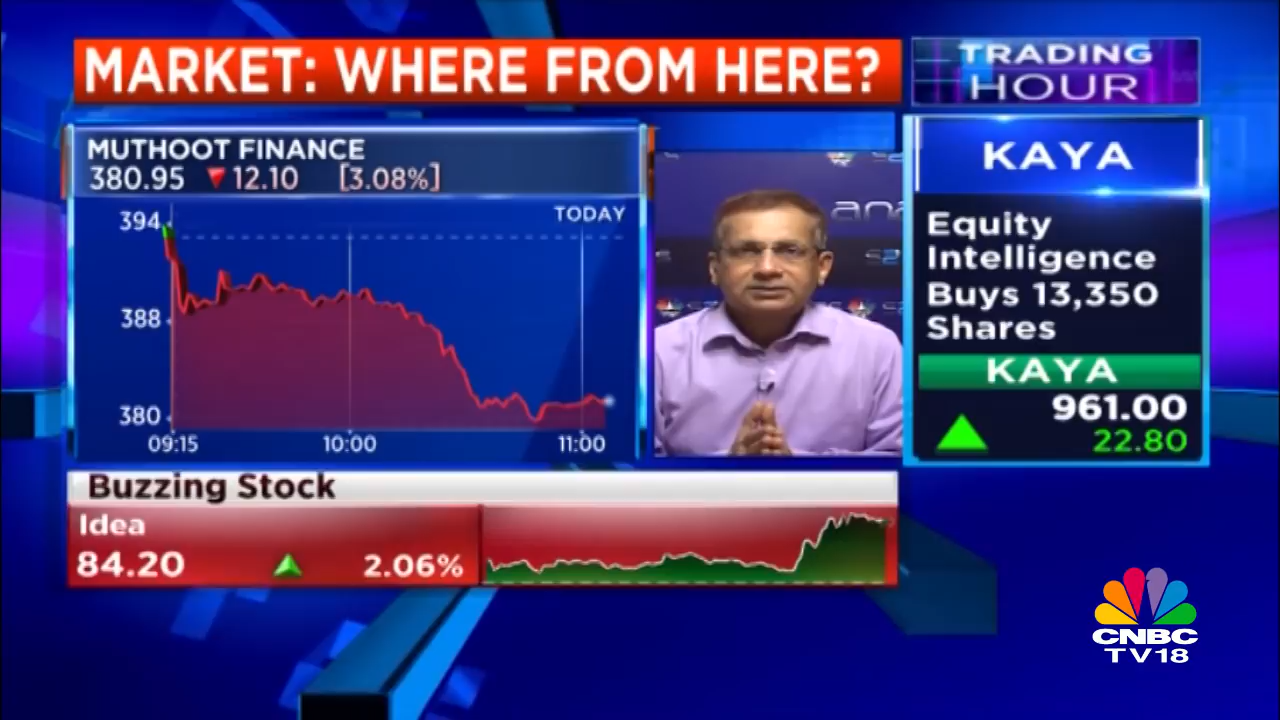 MARKET: WHERE FROM HERE?
TRADING
HOUR
MUTHOOT FINANCE
380.95 ▼ 12.10 [3.08%]
TODAY
394
388
380
09:15 10:00 11:00
KAYA
Equity
Intelligence
Buys 13,350
Shares
KAYA
961.00
▲ 22.80
Buzzing Stock
Idea
84.20 ▲ 2.06%
CNBC
TV18